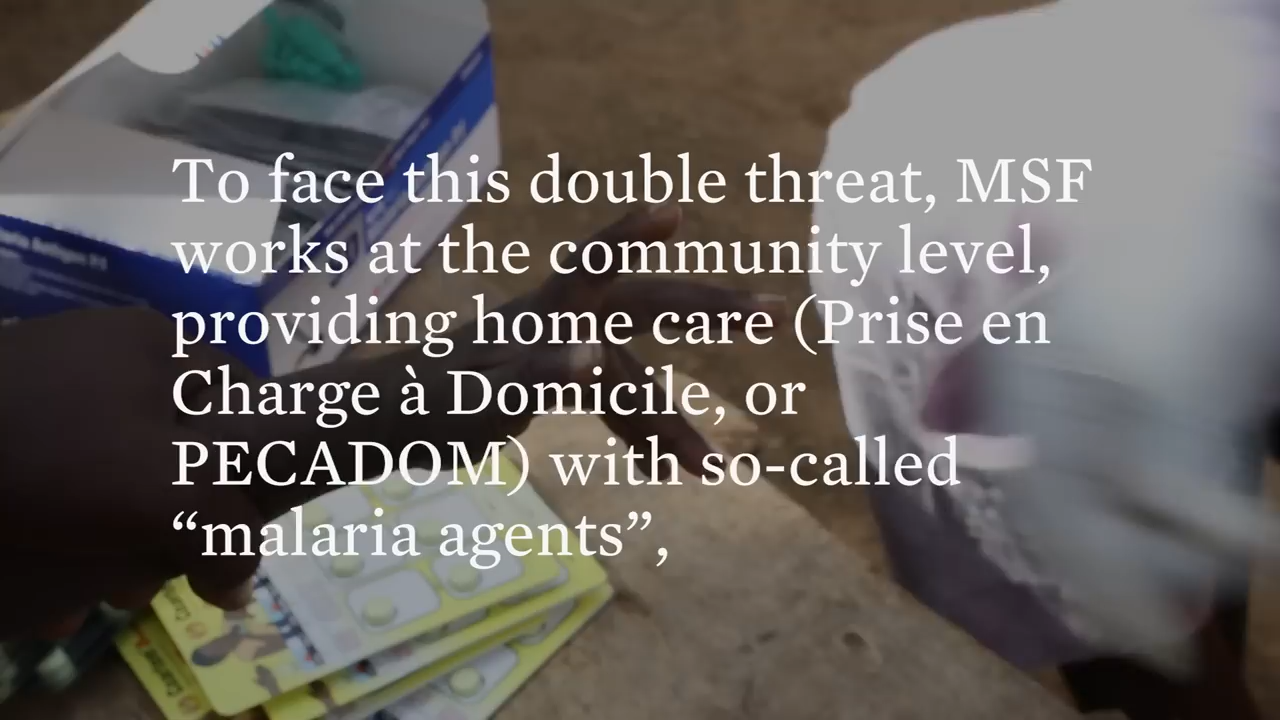 To face this double threat, MSF
works at the community level,
providing home care (Prise en
Charge à Domicile, or
PECADOM) with so-called
“malaria agents”,